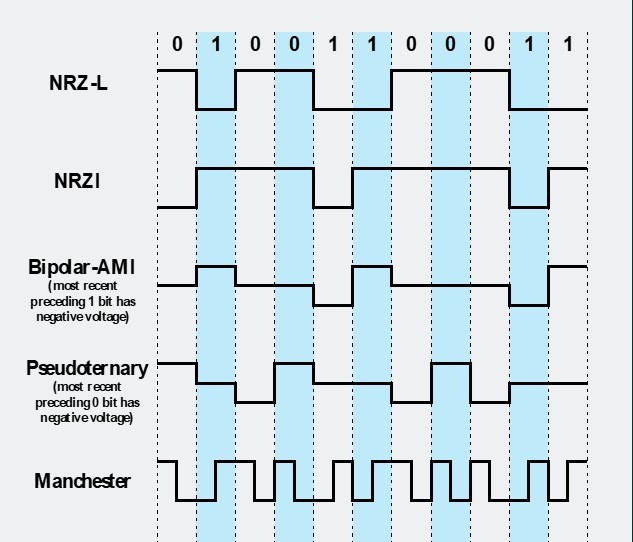 0 1 0 0 1 1 0 0 0 1 1
NRZ-L
NRZI
Bipolar-AMI
(most recent
preceding 1 bit has
negative voltage)
Pseudoternary
(most recent
preceding 0 bit has
negative voltage)
Manchester